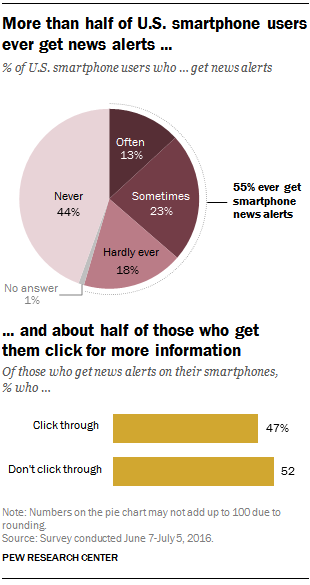 More than half of U.S. smartphone users
ever get news alerts ...
% of U.S. smartphone users who ... get news alerts
Often
13%
Sometimes
23%
Hardly ever
18%
Never
44%
No answer
1%
55% ever get
smartphone
news alerts
... and about half of those who get
them click for more information
Of those who get news alerts on their smartphones,
% who ...
Click through 47%
Don't click through 52
Note: Numbers on the pie chart may not add up to 100 due to
rounding.
Source: Survey conducted June 7-July 5, 2016.
PEW RESEARCH CENTER